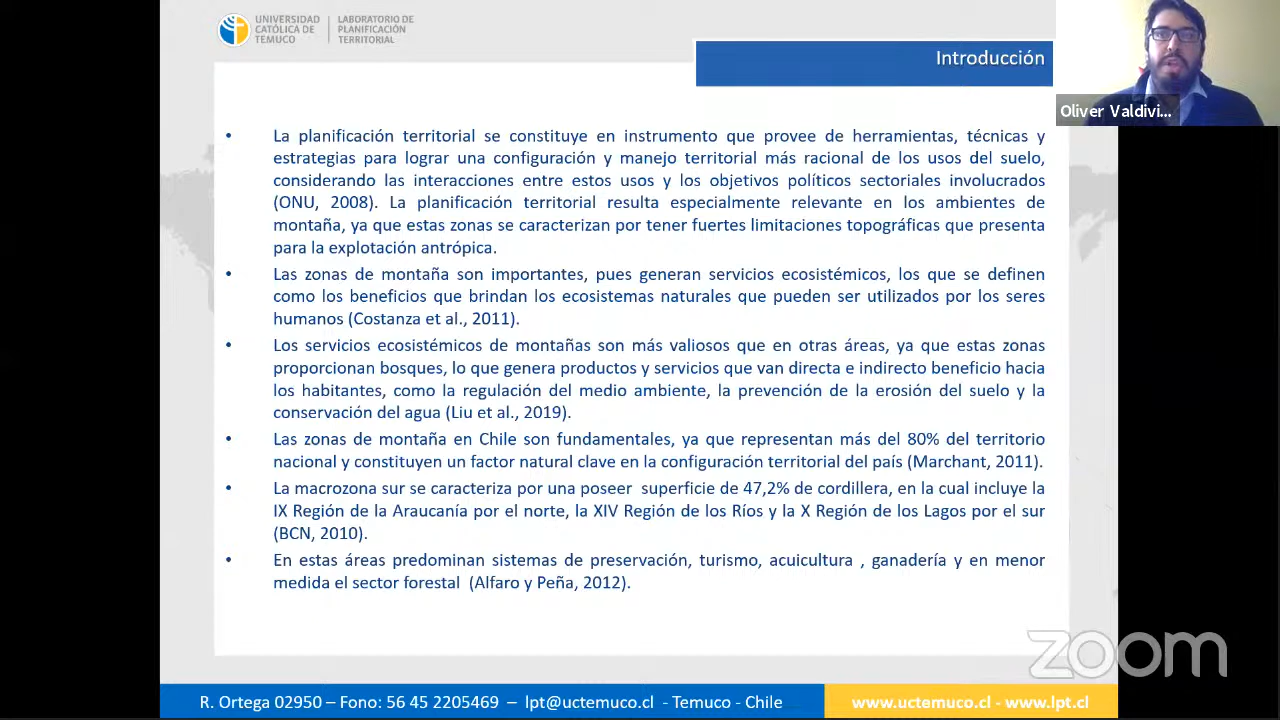 UNIVERSIDAD
CATÓLICA DE
TEMUCO
LABORATORIO DE
PLANIFICACIÓN
TERRITORIAL
Introducción
Oliver Valdivi...
• La planificación territorial se constituye en instrumento que provee de herramientas, técnicas y
estrategias para lograr una configuración y manejo territorial más racional de los usos del suelo,
considerando las interacciones entre estos usos y los objetivos políticos sectoriales involucrados
(ONU, 2008). La planificación territorial resulta especialmente relevante en los ambientes de
montaña, ya que estas zonas se caracterizan por tener fuertes limitaciones topográficas que presenta
para la explotación antrópica.
• Las zonas de montaña son importantes, pues generan servicios ecosistémicos, los que se definen
como los beneficios que brindan los ecosistemas naturales que pueden ser utilizados por los seres
humanos (Costanza et al., 2011).
• Los servicios ecosistémicos de montañas son más valiosos que en otras áreas, ya que estas zonas
proporcionan bosques, lo que genera productos y servicios que van directa e indirecto beneficio hacia
los habitantes, como la regulación del medio ambiente, la prevención de la erosión del suelo y la
conservación del agua (Liu et al., 2019).
• Las zonas de montaña en Chile son fundamentales, ya que representan más del 80% del territorio
nacional y constituyen un factor natural clave en la configuración territorial del país (Marchant, 2011).
• La macrozona sur se caracteriza por una poseer superficie de 47,2% de cordillera, en la cual incluye la
IX Región de la Araucanía por el norte, la XIV Región de los Ríos y la X Región de los Lagos por el sur
(BCN, 2010).
• En estas áreas predominan sistemas de preservación, turismo, acuicultura , ganadería y en menor
medida el sector forestal (Alfaro y Peña, 2012).
zoom
R. Ortega 02950 – Fono: 56 45 2205469 – lpt@uctemuco.cl - Temuco - Chile
www.uctemuco.cl - www.lpt.cl